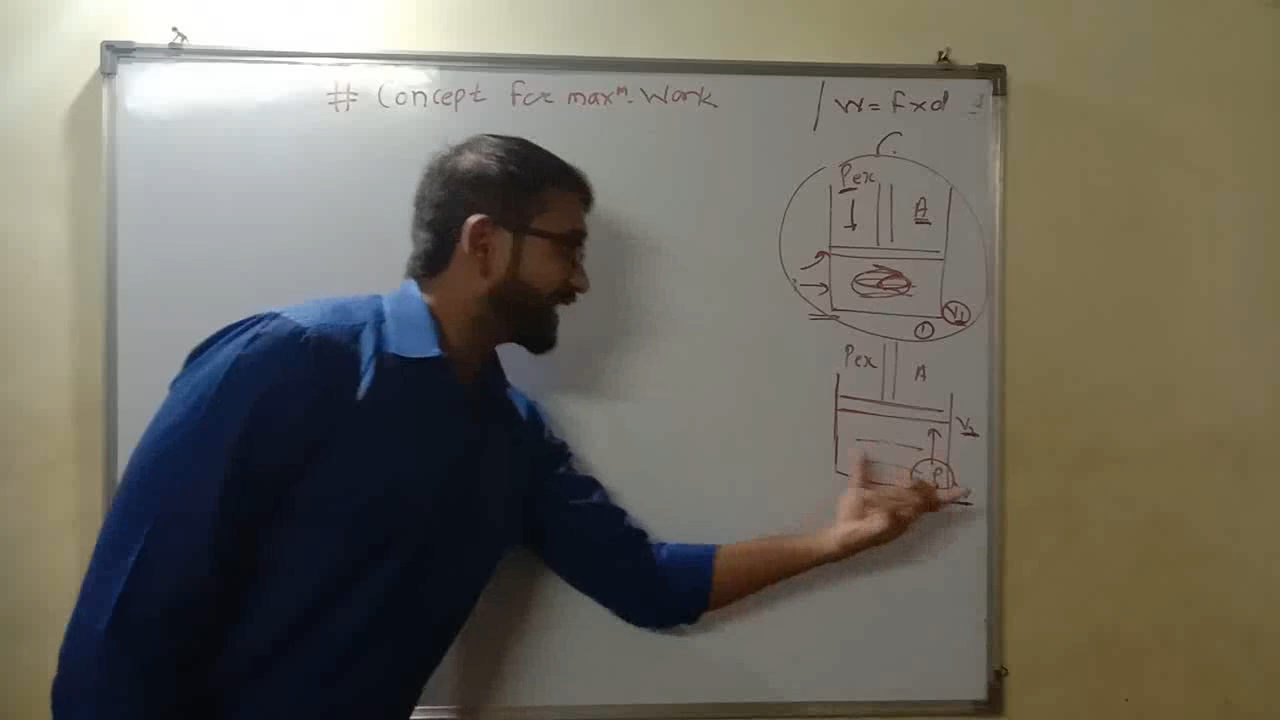 # Concept for maxᵐ. Work
W = F x d
Pex
A
V1
1
Pex
A
V2
P